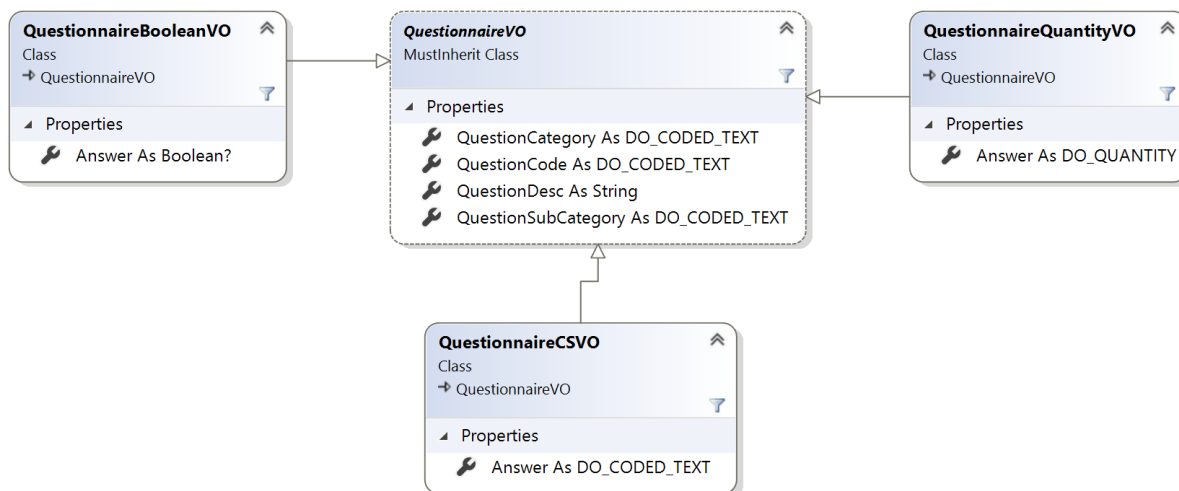 QuestionnaireBooleanVO
Class
QuestionnaireVO
Properties
Answer As Boolean?
QuestionnaireVO
MustInherit Class
Properties
QuestionCategory As DO_CODED_TEXT
QuestionCode As DO_CODED_TEXT
QuestionDesc As String
QuestionSubCategory As DO_CODED_TEXT
QuestionnaireQuantityVO
Class
QuestionnaireVO
Properties
Answer As DO_QUANTITY
QuestionnaireCSVO
Class
QuestionnaireVO
Properties
Answer As DO_CODED_TEXT